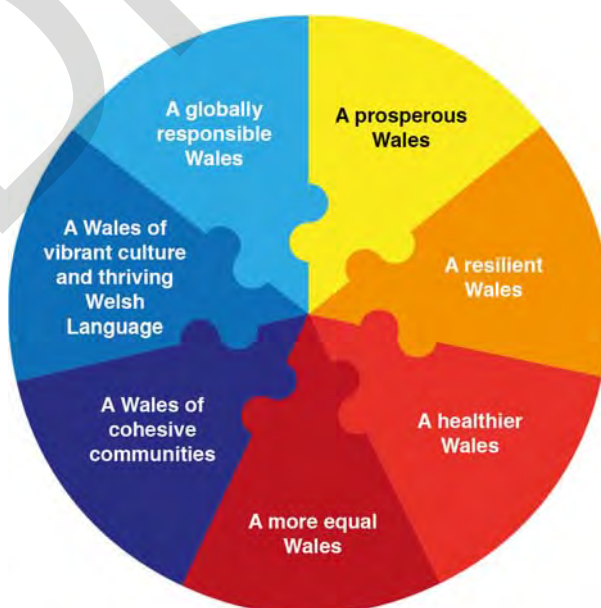 A prosperous
Wales
A resilient
Wales
A healthier
Wales
A more equal
Wales
A Wales of
cohesive
communities
A Wales of
vibrant culture
and thriving
Welsh
Language
A globally
responsible
Wales